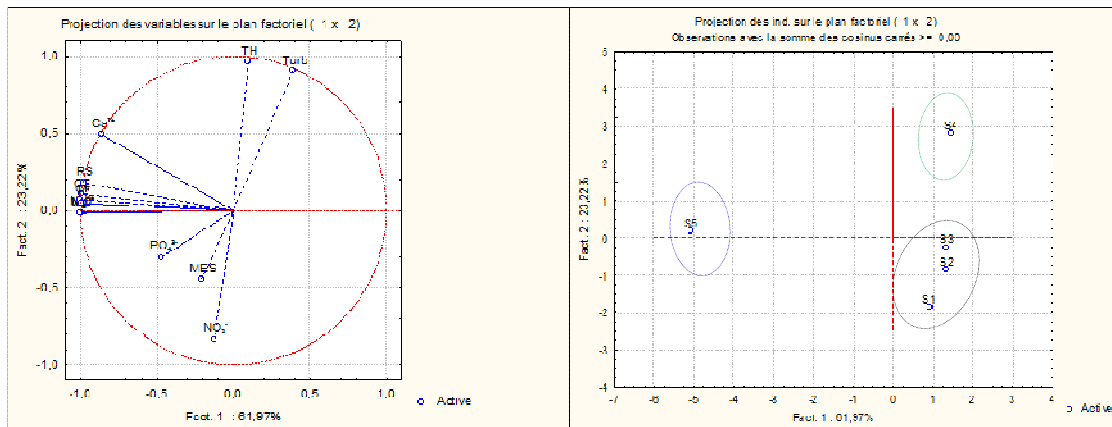 Projection des variables sur le plan factoriel ( 1 x 2)
1,0
0,5
0,0
-0,5
-1,0
Fact. 2 : 23,22%
TH
Turb
RS
PO₄³⁻
MES
NO₃⁻
-1,0
-0,5
0,0
0,5
1,0
Fact. 1 : 61,97%
Active
Projection des ind. sur le plan factoriel ( 1 x 2)
Observations avec la somme des cosinus carrés >= 0,00
5
4
3
2
1
0
-1
-2
-3
-4
Fact. 2 : 23,22%
S5
S3
S2
S1
-7
-6
-5
-4
-3
-2
-1
0
1
2
3
4
Fact. 1 : 61,97%
Active